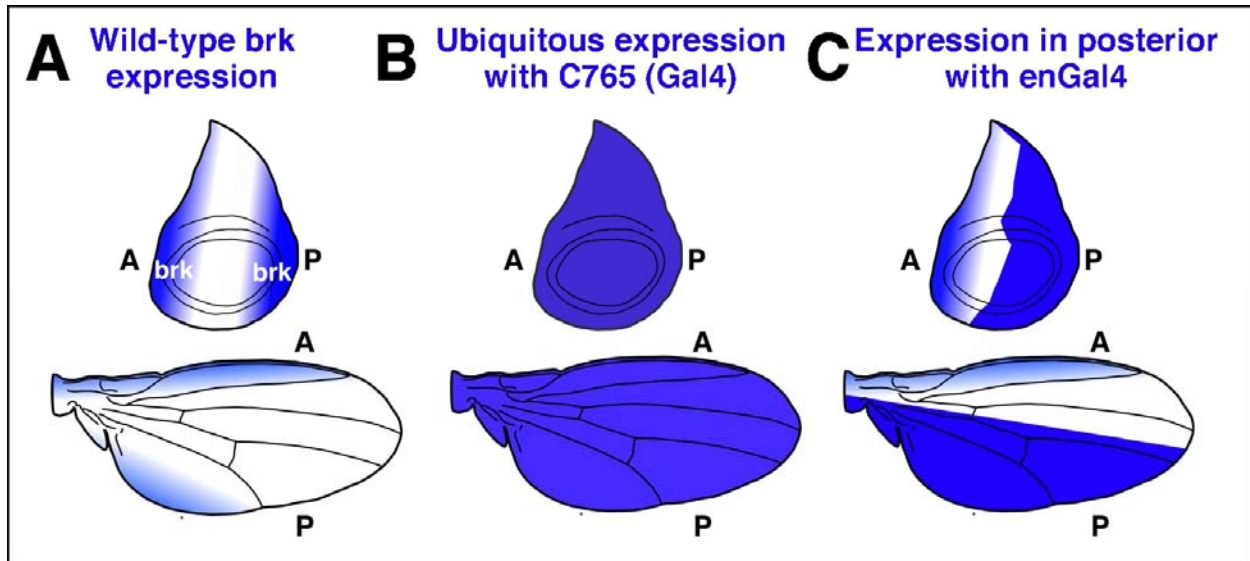 A
Wild-type brk
expression
B
Ubiquitous expression
with C765 (Gal4)
C
Expression in posterior
with enGal4
A
brk
brk
P
A
P
A
P
A
P
A
P
A
P